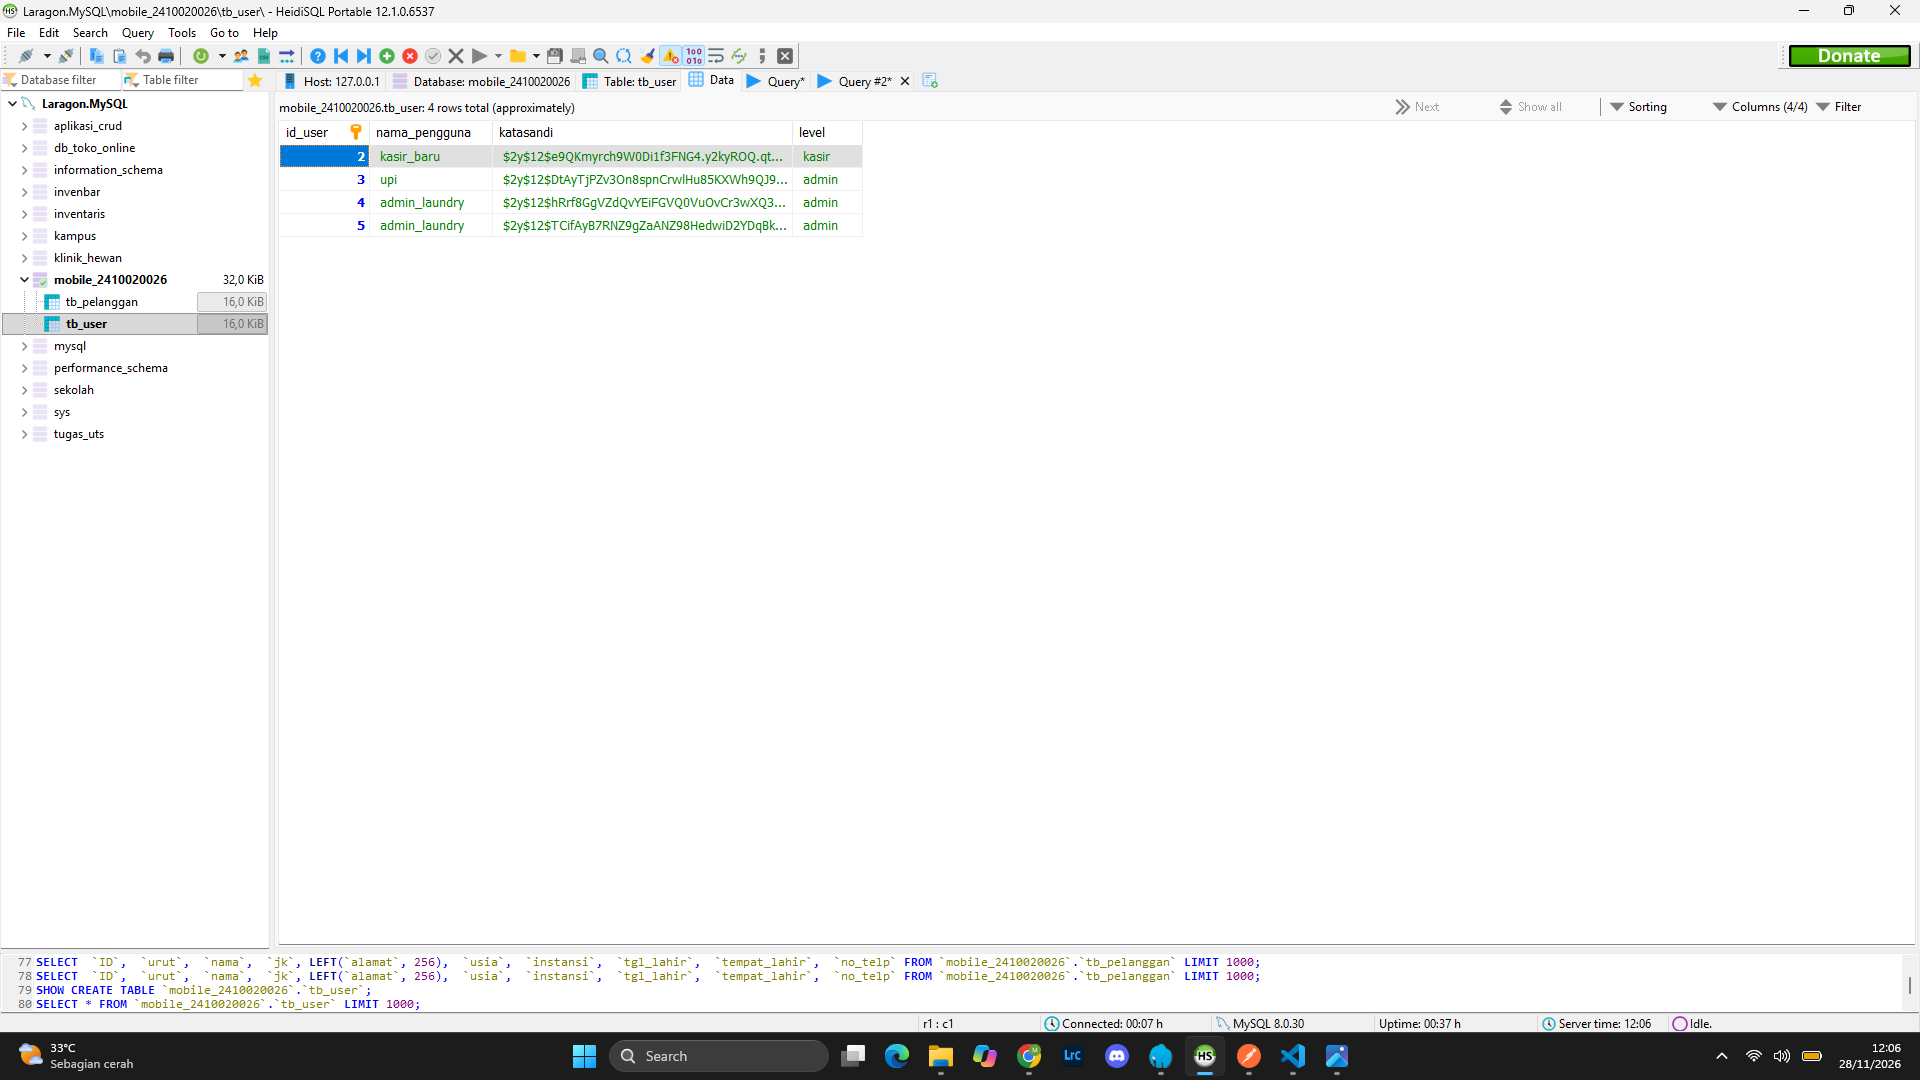 Laragon.MySQL\mobile_2410020026\tb_user\ - HeidiSQL Portable 12.1.0.6537
File Edit Search Query Tools Go to Help
Donate
Database filter Table filter
Host: 127.0.0.1 Database: mobile_2410020026 Table: tb_user Data Query* Query #2*
mobile_2410020026.tb_user: 4 rows total (approximately) Next Show all Sorting Columns (4/4) Filter
Laragon.MySQL
aplikasi_crud
db_toko_online
information_schema
invenbar
inventaris
kampus
klinik_hewan
mobile_2410020026 32,0 KiB
tb_pelanggan 16,0 KiB
tb_user 16,0 KiB
mysql
performance_schema
sekolah
sys
tugas_uts
id_user nama_pengguna katasandi level
2 kasir_baru $2y$12$e9QKmyrch9W0Di1f3FNG4.y2kyROQ.qt... kasir
3 upi $2y$12$DtAyTjPZv3On8spnCrwlHu85KXWh9QJ9... admin
4 admin_laundry $2y$12$hRrf8GgVZdQvYEiFGVQ0VuOvCr3wXQ3... admin
5 admin_laundry $2y$12$TCifAyB7RNZ9gZaANZ98HedwiD2YDqBk... admin
77 SELECT `ID`, `urut`, `nama`, `jk`, LEFT(`alamat`, 256), `usia`, `instansi`, `tgl_lahir`, `tempat_lahir`, `no_telp` FROM `mobile_2410020026`.`tb_pelanggan` LIMIT 1000;
78 SELECT `ID`, `urut`, `nama`, `jk`, LEFT(`alamat`, 256), `usia`, `instansi`, `tgl_lahir`, `tempat_lahir`, `no_telp` FROM `mobile_2410020026`.`tb_pelanggan` LIMIT 1000;
79 SHOW CREATE TABLE `mobile_2410020026`.`tb_user`;
80 SELECT * FROM `mobile_2410020026`.`tb_user` LIMIT 1000;
r1 : c1 Connected: 00:07 h MySQL 8.0.30 Uptime: 00:37 h Server time: 12:06 Idle.
33°C
Sebagian cerah
Search
LrC
HS
12:06
28/11/2026